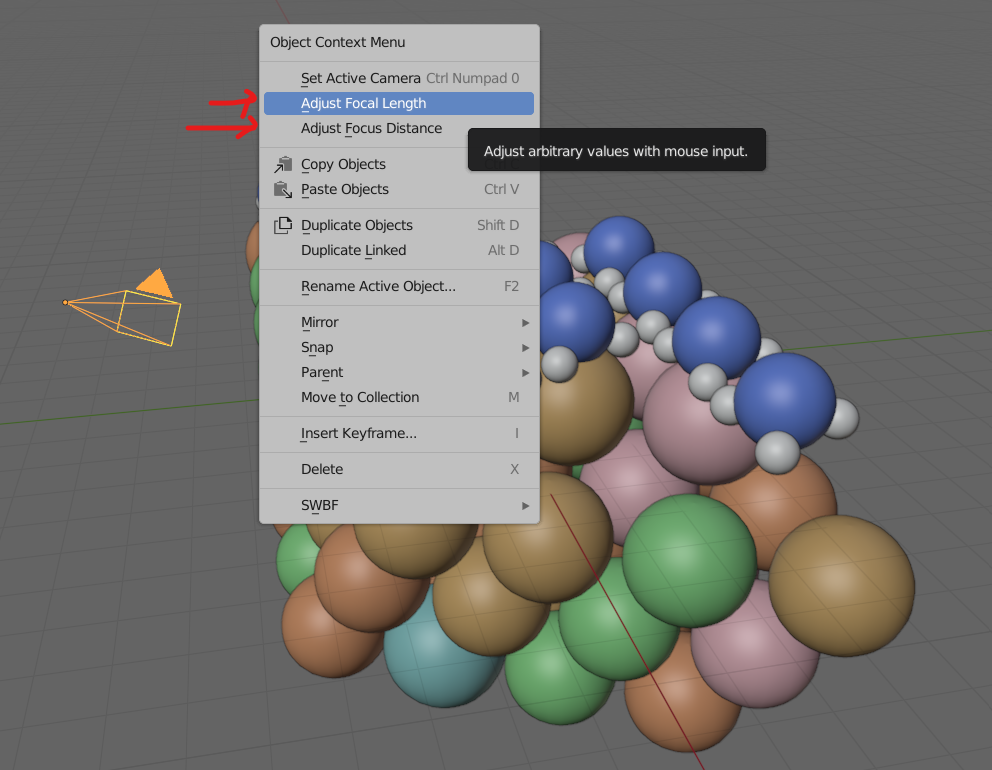 Object Context Menu
Set Active Camera Ctrl Numpad 0
Adjust Focal Length
Adjust Focus Distance
Adjust arbitrary values with mouse input.
Copy Objects
Paste Objects Ctrl V
Duplicate Objects Shift D
Duplicate Linked Alt D
Rename Active Object... F2
Mirror
Snap
Parent
Move to Collection M
Insert Keyframe... I
Delete X
SWBF